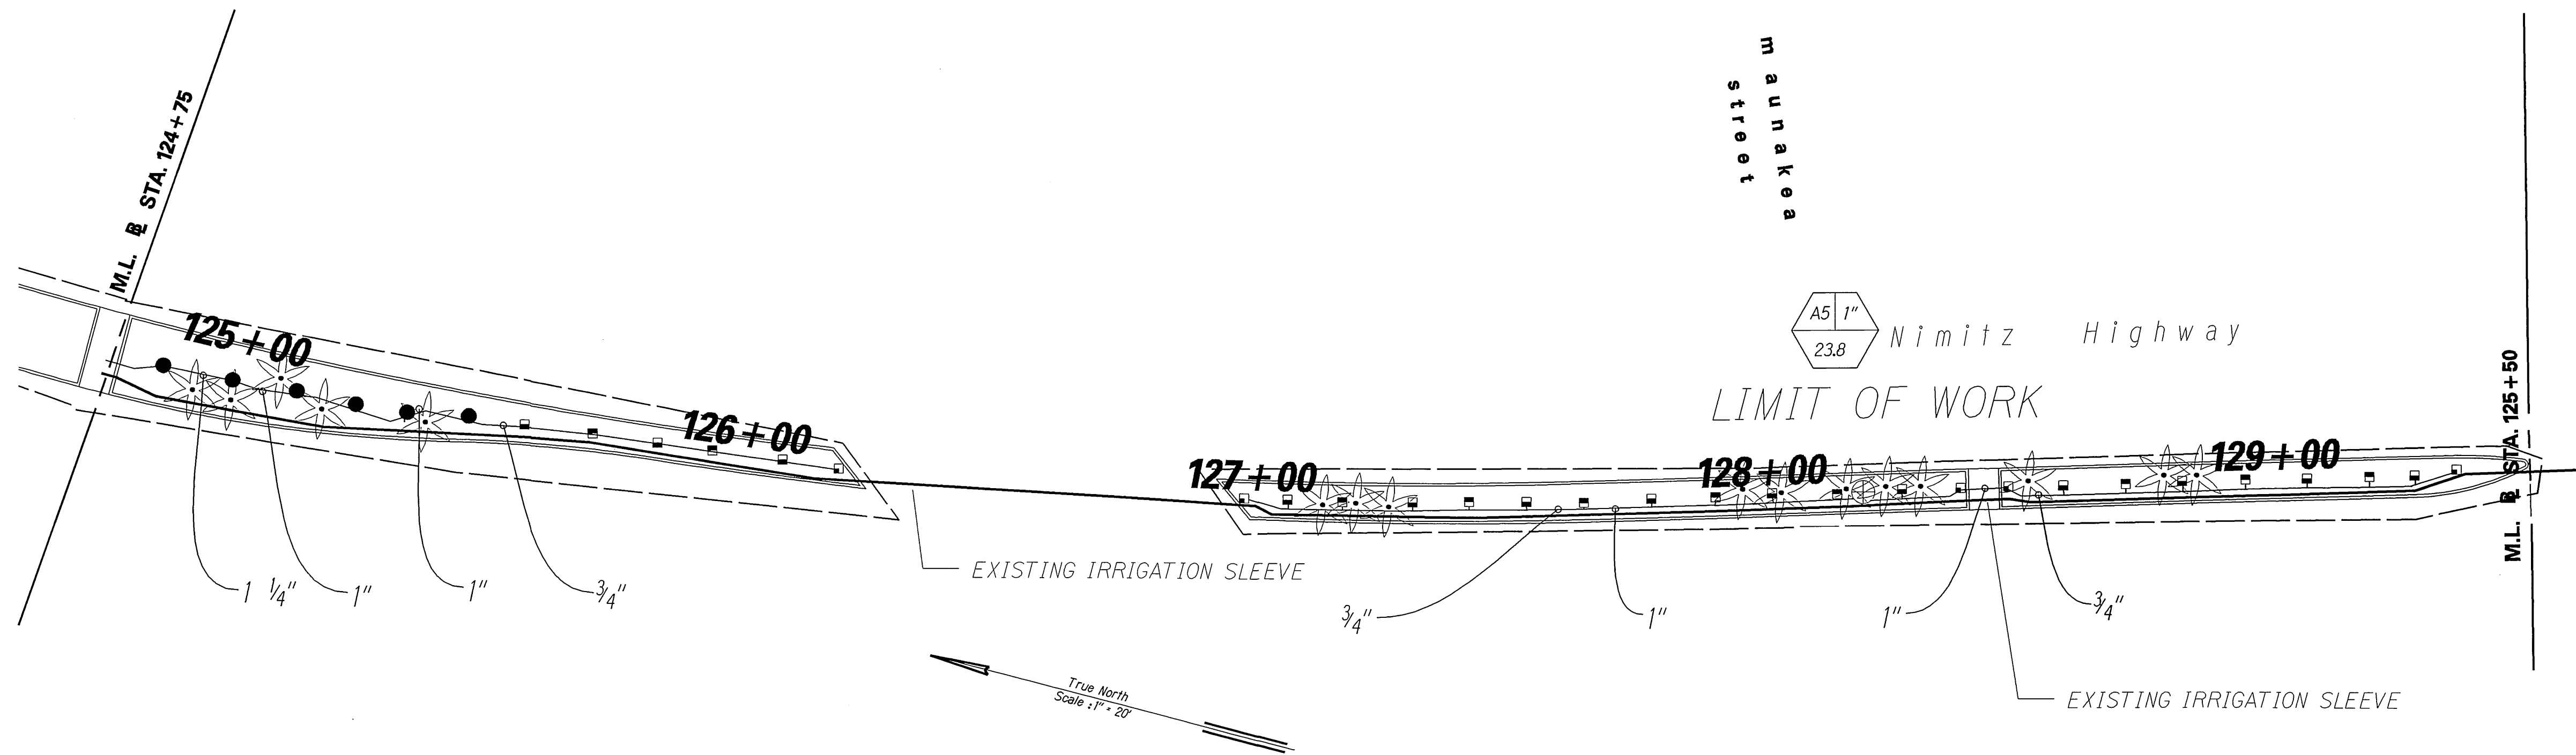 M.L. BL STA. 124+75
maunakea
street
125+00
126+00
127+00
128+00
129+00
A5 1"
23.8
Nimitz Highway
LIMIT OF WORK
M.L. BL STA. 125+50
1 1/4"
1"
1"
3/4"
EXISTING IRRIGATION SLEEVE
3/4"
1"
1"
3/4"
EXISTING IRRIGATION SLEEVE
True North
Scale : 1" = 20'